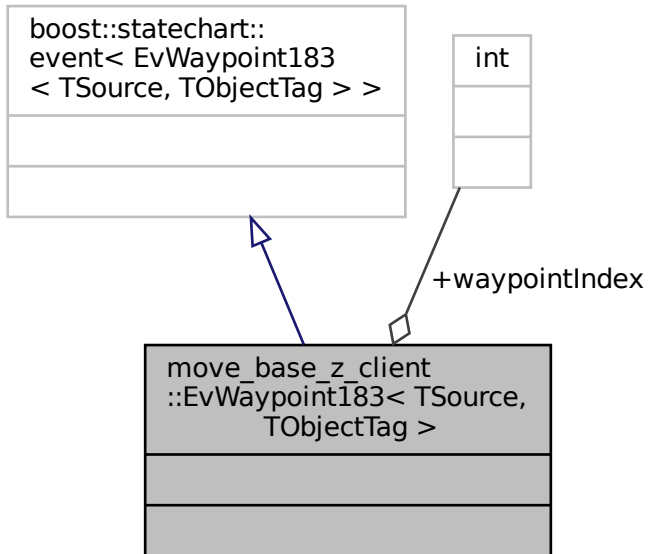 boost::statechart::
event< EvWaypoint183
< TSource, TObjectTag > >
int
+waypointIndex
move_base_z_client
::EvWaypoint183< TSource,
TObjectTag >